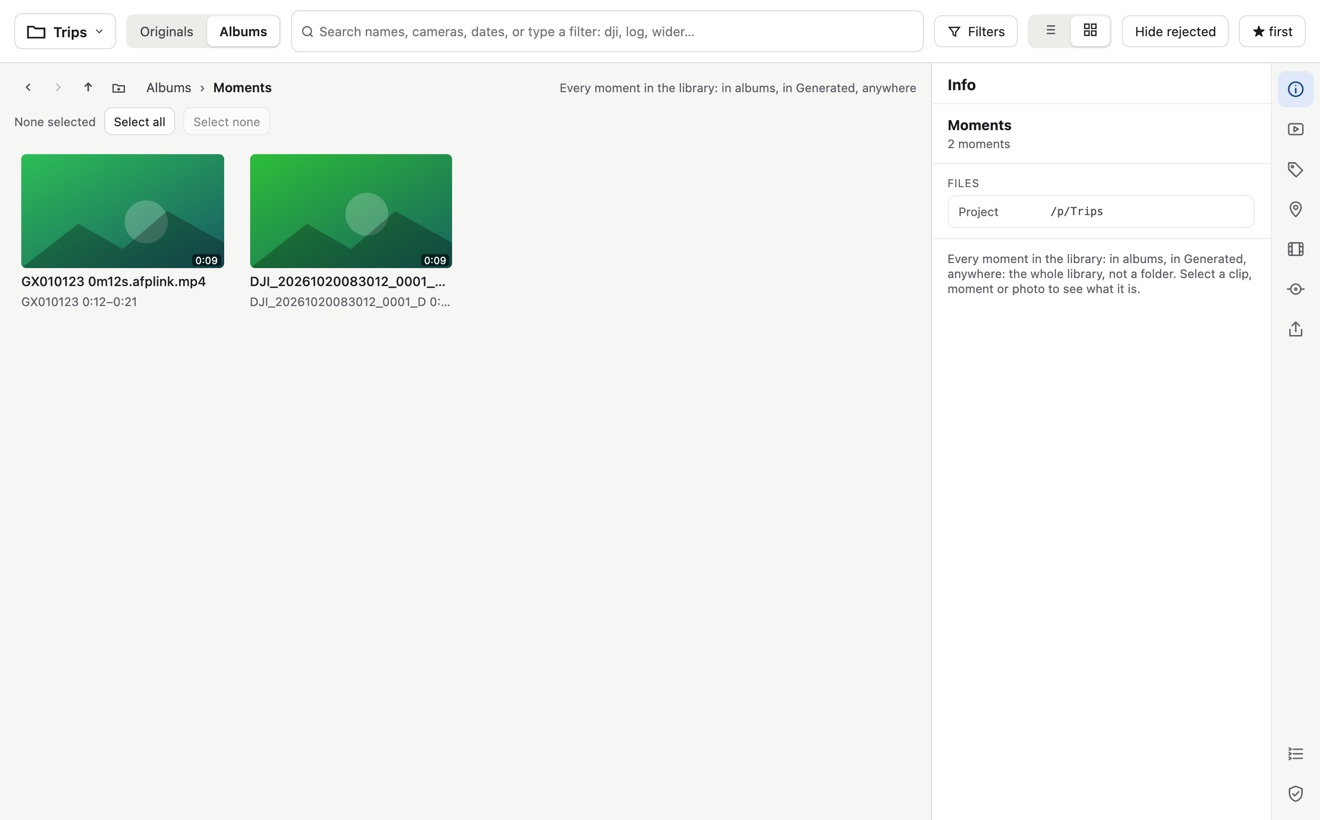 Trips
Originals
Albums
Search names, cameras, dates, or type a filter: dji, log, wider...
Filters
Hide rejected
★ first
Albums › Moments
Every moment in the library: in albums, in Generated, anywhere
None selected
Select all
Select none
0:09
GX010123 0m12s.afplink.mp4
GX010123 0:12–0:21
0:09
DJI_20261020083012_0001_...
DJI_20261020083012_0001_D 0:...
Info
Moments
2 moments
FILES
Project /p/Trips
Every moment in the library: in albums, in Generated,
anywhere: the whole library, not a folder. Select a clip,
moment or photo to see what it is.